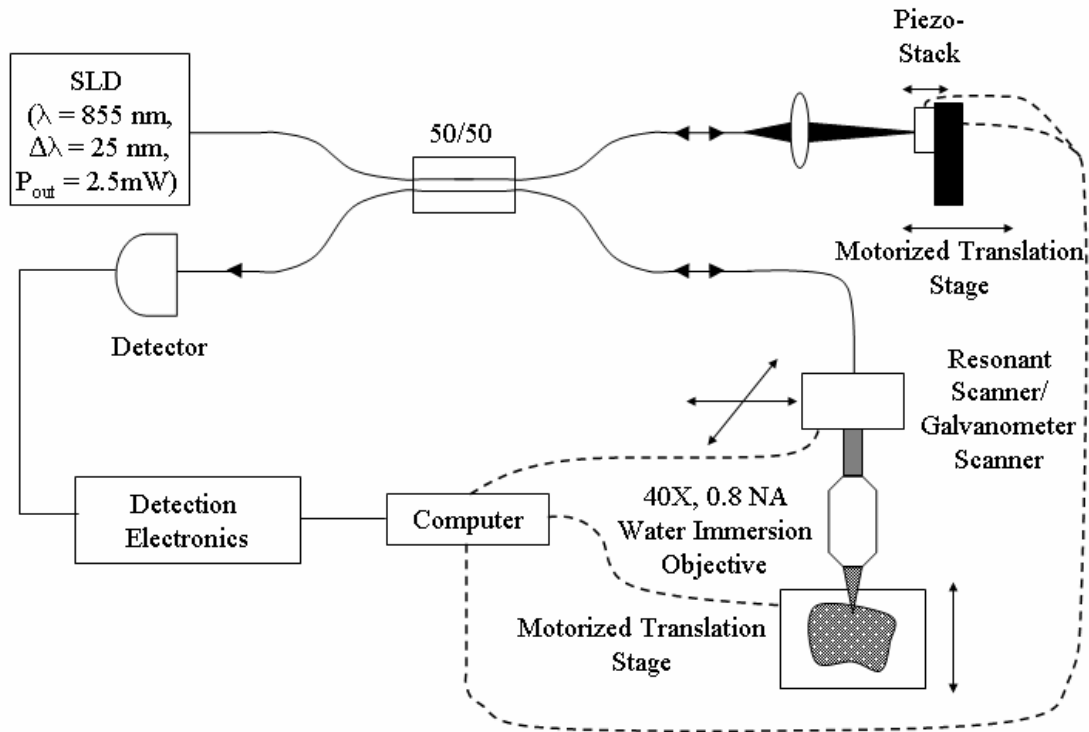 Piezo-
Stack
SLD
(λ = 855 nm,
Δλ = 25 nm,
Pout = 2.5mW)
50/50
Motorized Translation
Stage
Detector
Resonant
Scanner/
Galvanometer
Scanner
40X, 0.8 NA
Water Immersion
Objective
Detection
Electronics
Computer
Motorized Translation
Stage